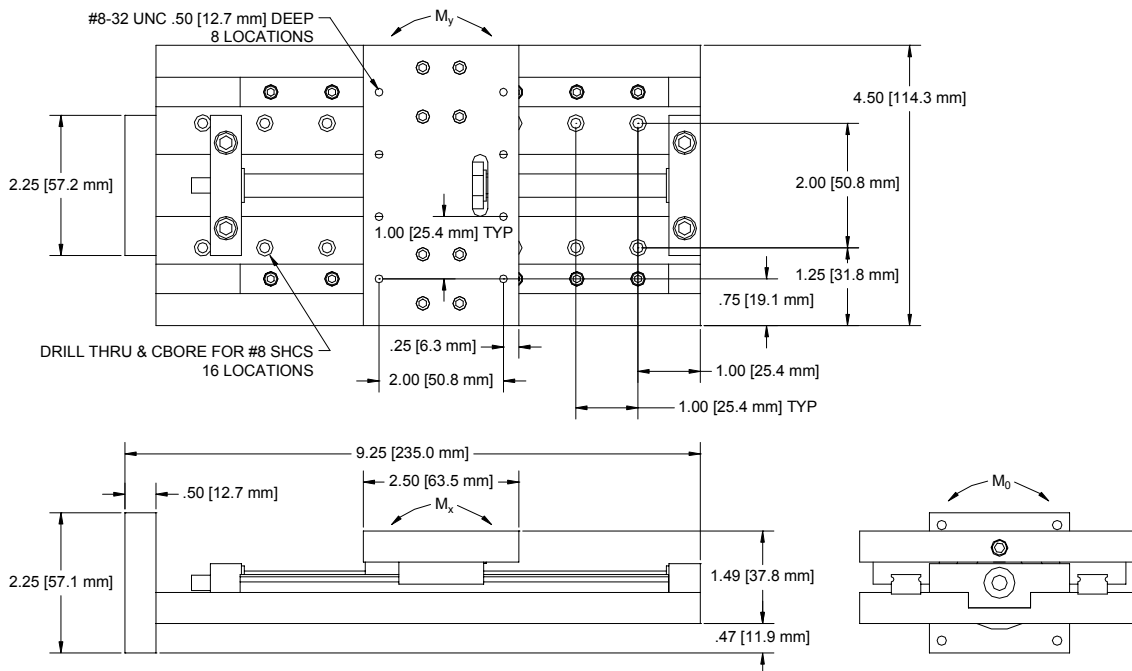 #8-32 UNC .50 [12.7 mm] DEEP
8 LOCATIONS
My
4.50 [114.3 mm]
2.25 [57.2 mm]
2.00 [50.8 mm]
1.00 [25.4 mm] TYP
1.25 [31.8 mm]
.75 [19.1 mm]
DRILL THRU & CBORE FOR #8 SHCS
16 LOCATIONS
.25 [6.3 mm]
2.00 [50.8 mm]
1.00 [25.4 mm]
1.00 [25.4 mm] TYP
9.25 [235.0 mm]
.50 [12.7 mm]
2.50 [63.5 mm]
Mx
M0
2.25 [57.1 mm]
1.49 [37.8 mm]
.47 [11.9 mm]